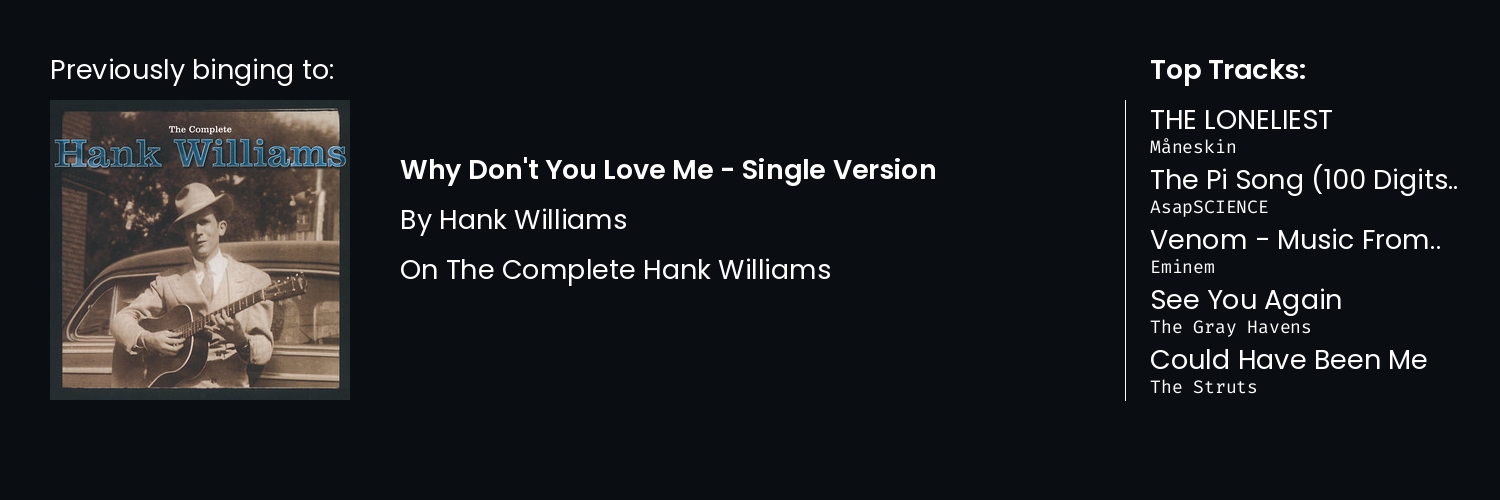 Previously binging to:
The Complete
Hank Williams
Why Don't You Love Me - Single Version
By Hank Williams
On The Complete Hank Williams
Top Tracks:
THE LONELIEST
Måneskin
The Pi Song (100 Digits..
AsapSCIENCE
Venom - Music From..
Eminem
See You Again
The Gray Havens
Could Have Been Me
The Struts